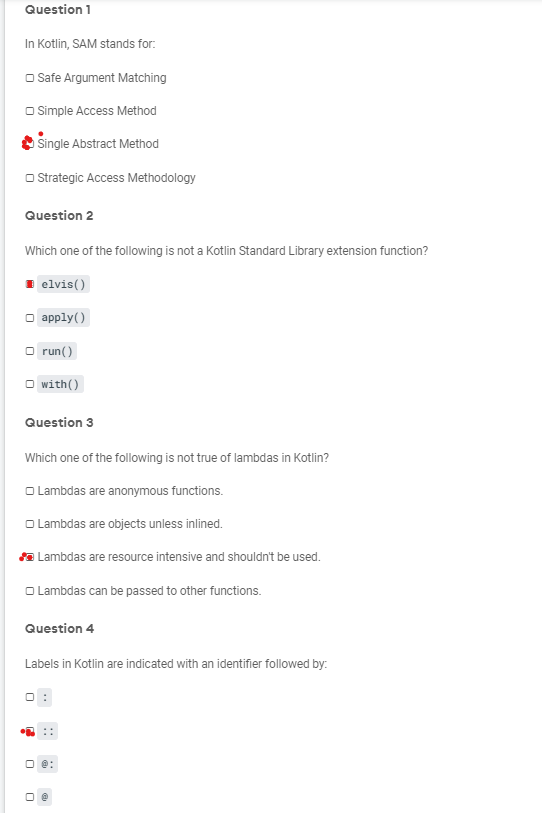 Question 1
In Kotlin, SAM stands for:
Safe Argument Matching
Simple Access Method
Single Abstract Method
Strategic Access Methodology
Question 2
Which one of the following is not a Kotlin Standard Library extension function?
elvis()
apply()
run()
with()
Question 3
Which one of the following is not true of lambdas in Kotlin?
Lambdas are anonymous functions.
Lambdas are objects unless inlined.
Lambdas are resource intensive and shouldn't be used.
Lambdas can be passed to other functions.
Question 4
Labels in Kotlin are indicated with an identifier followed by:
:
::
@:
@